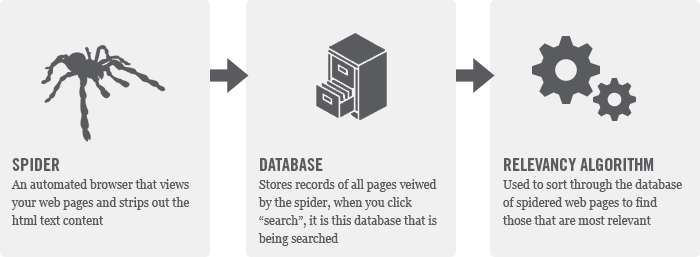 SPIDER
An automated browser that views
your web pages and strips out the
html text content
DATABASE
Stores records of all pages veiwed
by the spider, when you click
“search”, it is this database that is
being searched
RELEVANCY ALGORITHM
Used to sort through the database
of spidered web pages to find
those that are most relevant